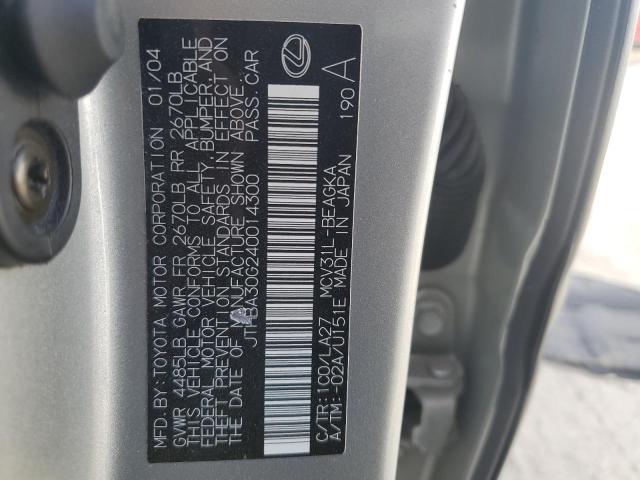 MFD.BY:TOYOTA MOTOR CORPORATION 01/04
GVWR 4485LB GAWR FR 2670LB RR 2670LB
THIS VEHICLE CONFORMS TO ALL APPLICABLE
FEDERAL MOTOR VEHICLE SAFETY, BUMPER, AND
THEFT PREVENTION STANDARDS IN EFFECT ON
THE DATE OF MANUFACTURE SHOWN ABOVE.
JTHBA30G240014300 PASS.CAR
C/TR:1C0/LA27 MCV31L-BEAGKA
A/TM:-02A/U151E MADE IN JAPAN
190 A